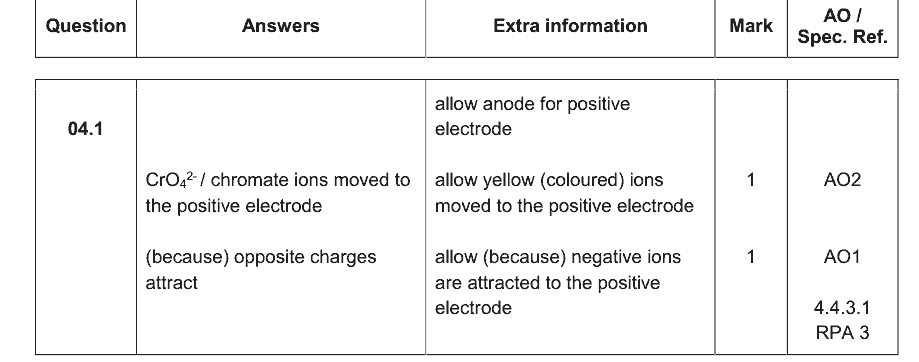 Question Answers Extra information Mark AO /
Spec. Ref.
allow anode for positive
electrode
04.1
CrO₄²⁻ / chromate ions moved to allow yellow (coloured) ions 1 AO2
the positive electrode moved to the positive electrode
(because) opposite charges allow (because) negative ions 1 AO1
attract are attracted to the positive
electrode 4.4.3.1
RPA 3